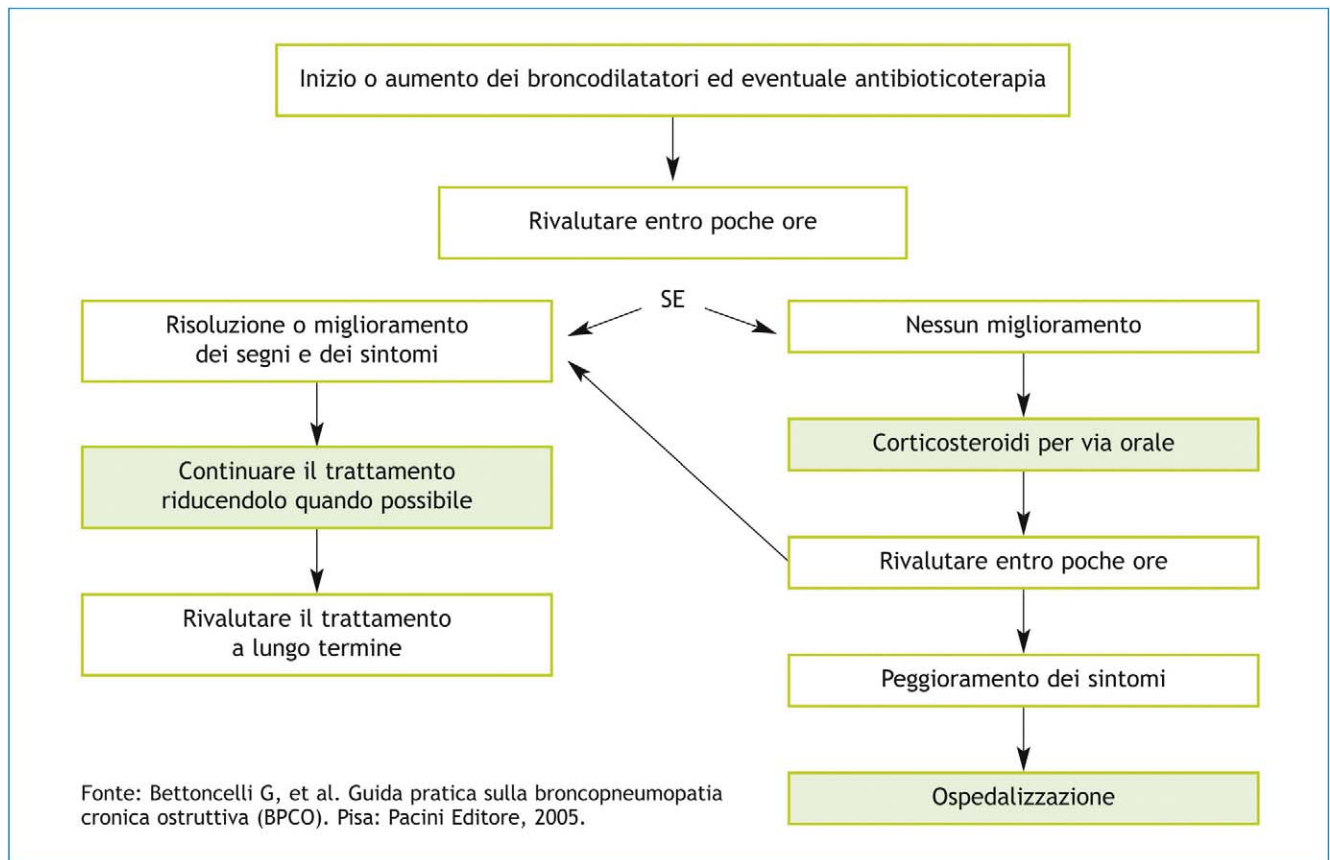 Inizio o aumento dei broncodilatatori ed eventuale antibioticoterapia
Rivalutare entro poche ore
SE
Risoluzione o miglioramento
dei segni e dei sintomi
Continuare il trattamento
riducendolo quando possibile
Rivalutare il trattamento
a lungo termine
Nessun miglioramento
Corticosteroidi per via orale
Rivalutare entro poche ore
Peggioramento dei sintomi
Ospedalizzazione
Fonte: Bettoncelli G, et al. Guida pratica sulla broncopneumopatia
cronica ostruttiva (BPCO). Pisa: Pacini Editore, 2005.